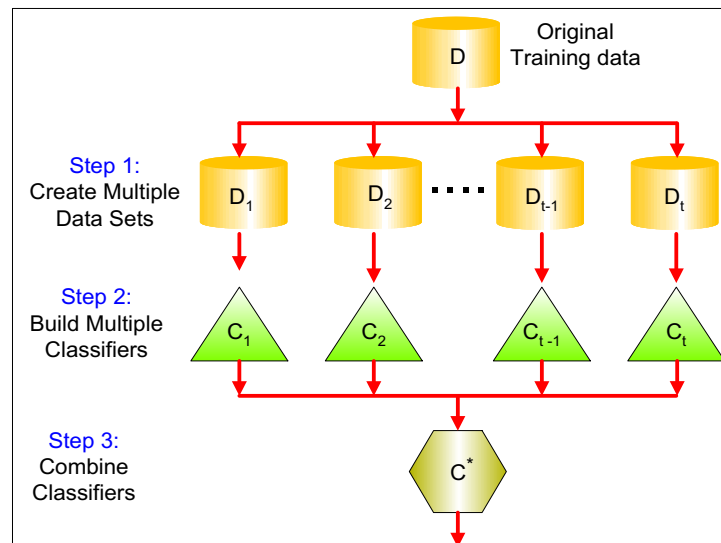 Original
Training data
D
Step 1:
Create Multiple
Data Sets
D1
D2
Dt-1
Dt
Step 2:
Build Multiple
Classifiers
C1
C2
Ct-1
Ct
Step 3:
Combine
Classifiers
C*